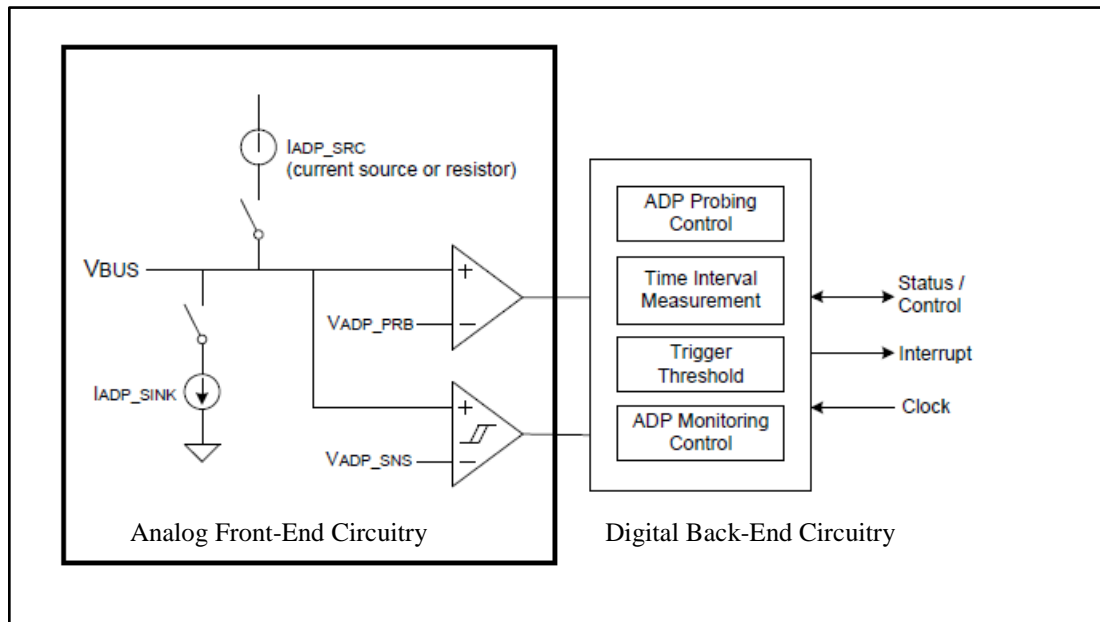 IADP_SRC
(current source or resistor)
VBUS
VADP_PRB
IADP_SINK
VADP_SNS
Analog Front-End Circuitry
ADP Probing
Control
Time Interval
Measurement
Trigger
Threshold
ADP Monitoring
Control
Status /
Control
Interrupt
Clock
Digital Back-End Circuitry